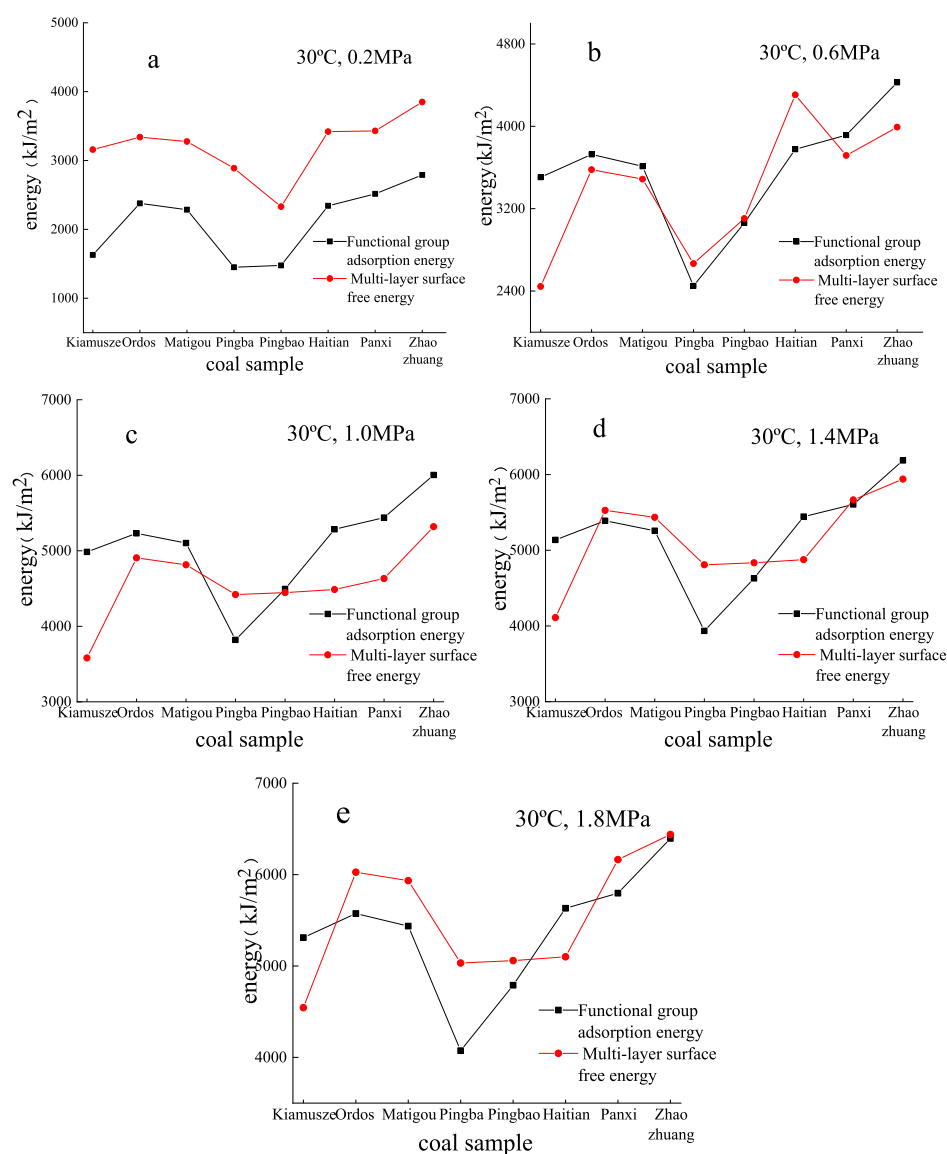 a
30ºC, 0.2MPa
energy（kJ/m²）
5000
4000
3000
2000
1000
Functional group
adsorption energy
Multi-layer surface
free energy
Kiamusze Ordos Matigou Pingba Pingbao Haitian Panxi Zhao
zhuang
coal sample
b
30ºC, 0.6MPa
energy(kJ/m²）
4800
4000
3200
2400
Functional group
adsorption energy
Multi-layer surface
free energy
Kiamusze Ordos Matigou Pingba Pingbao Haitian Panxi Zhao
zhuang
coal sample
c
30ºC, 1.0MPa
energy（kJ/m²）
7000
6000
5000
4000
3000
Functional group
adsorption energy
Multi-layer surface
free energy
Kiamusze Ordos Matigou Pingba Pingbao Haitian Panxi Zhao
zhuang
coal sample
d
30ºC, 1.4MPa
energy（kJ/m²）
7000
6000
5000
4000
3000
Functional group
adsorption energy
Multi-layer surface
free energy
Kiamusze Ordos Matigou Pingba Pingbao Haitian Panxi Zhao
zhuang
coal sample
e
30ºC, 1.8MPa
energy（kJ/m²）
7000
6000
5000
4000
Functional group
adsorption energy
Multi-layer surface
free energy
Kiamusze Ordos Matigou Pingba Pingbao Haitian Panxi Zhao
zhuang
coal sample